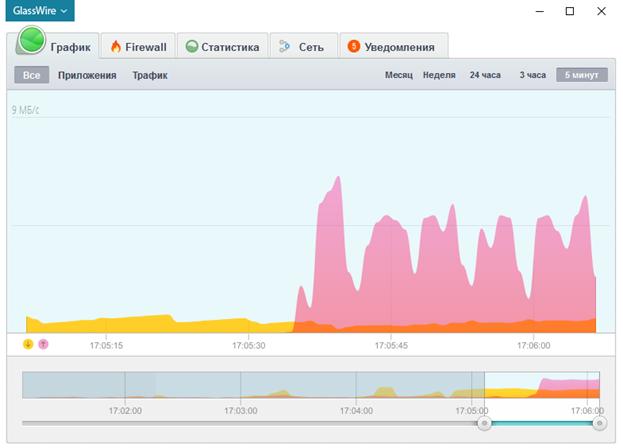 GlassWire
График Firewall Статистика Сеть 5 Уведомления
Все Приложения Трафик Месяц Неделя 24 часа 3 часа 5 минут
9 МБ/с
17:05:15 17:05:30 17:05:45 17:06:00
17:02:00 17:03:00 17:04:00 17:05:00 17:06:00